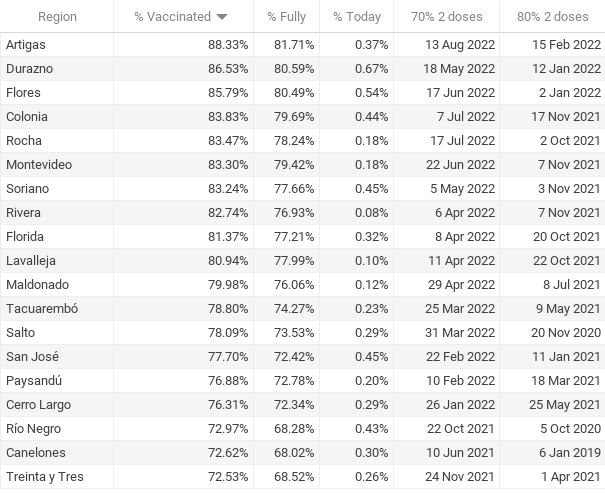 Region % Vaccinated % Fully % Today 70% 2 doses 80% 2 doses
Artigas 88.33% 81.71% 0.37% 13 Aug 2022 15 Feb 2022
Durazno 86.53% 80.59% 0.67% 18 May 2022 12 Jan 2022
Flores 85.79% 80.49% 0.54% 17 Jun 2022 2 Jan 2022
Colonia 83.83% 79.69% 0.44% 7 Jul 2022 17 Nov 2021
Rocha 83.47% 78.24% 0.18% 17 Jul 2022 2 Oct 2021
Montevideo 83.30% 79.42% 0.18% 22 Jun 2022 7 Nov 2021
Soriano 83.24% 77.66% 0.45% 5 May 2022 3 Nov 2021
Rivera 82.74% 76.93% 0.08% 6 Apr 2022 7 Nov 2021
Florida 81.37% 77.21% 0.32% 8 Apr 2022 20 Oct 2021
Lavalleja 80.94% 77.99% 0.10% 11 Apr 2022 22 Oct 2021
Maldonado 79.98% 76.06% 0.12% 29 Apr 2022 8 Jul 2021
Tacuarembó 78.80% 74.27% 0.23% 25 Mar 2022 9 May 2021
Salto 78.09% 73.53% 0.29% 31 Mar 2022 20 Nov 2020
San José 77.70% 72.42% 0.45% 22 Feb 2022 11 Jan 2021
Paysandú 76.88% 72.78% 0.20% 10 Feb 2022 18 Mar 2021
Cerro Largo 76.31% 72.34% 0.29% 26 Jan 2022 25 May 2021
Río Negro 72.97% 68.28% 0.43% 22 Oct 2021 5 Oct 2020
Canelones 72.62% 68.02% 0.30% 10 Jun 2021 6 Jan 2019
Treinta y Tres 72.53% 68.52% 0.26% 24 Nov 2021 1 Apr 2021